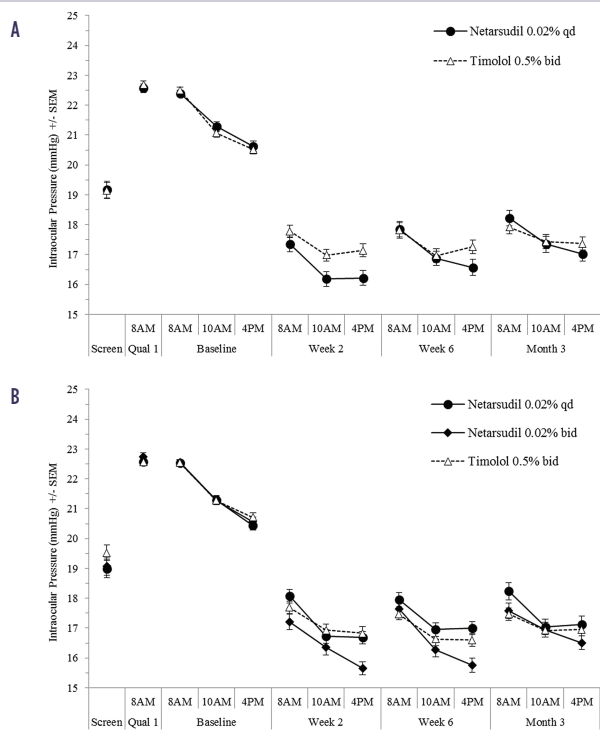 A
Intraocular Pressure (mmHg) +/- SEM
25
24
23
22
21
20
19
18
17
16
15
Netarsudil 0.02% qd
Timolol 0.5% bid
8AM 8AM 10AM 4PM 8AM 10AM 4PM 8AM 10AM 4PM 8AM 10AM 4PM
Screen Qual 1 Baseline Week 2 Week 6 Month 3
B
Intraocular Pressure (mmHg) +/- SEM
25
24
23
22
21
20
19
18
17
16
15
Netarsudil 0.02% qd
Netarsudil 0.02% bid
Timolol 0.5% bid
8AM 8AM 10AM 4PM 8AM 10AM 4PM 8AM 10AM 4PM 8AM 10AM 4PM
Screen Qual 1 Baseline Week 2 Week 6 Month 3